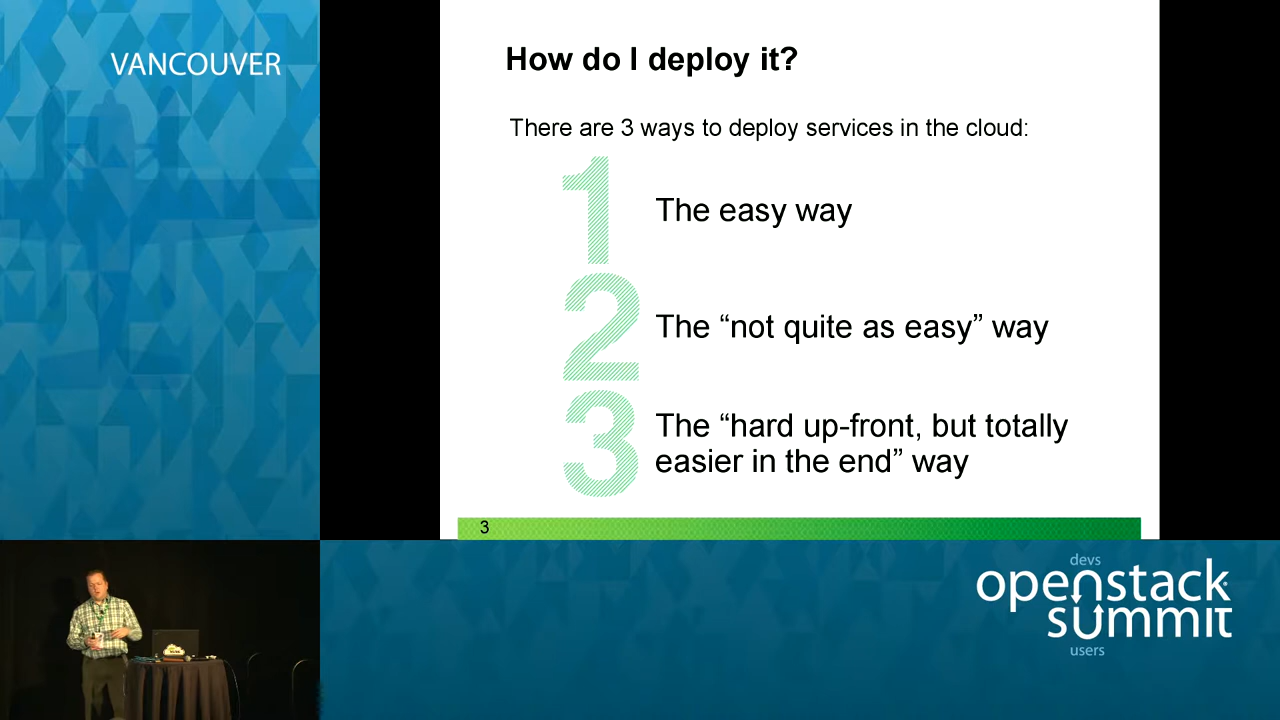 VANCOUVER
How do I deploy it?
There are 3 ways to deploy services in the cloud:
1
The easy way
2
The “not quite as easy” way
3
The “hard up-front, but totally
easier in the end” way
3
devs
openstack
summit
users